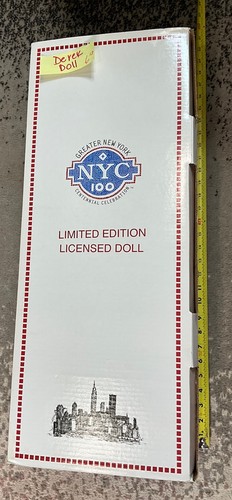 Derek
Doll
GREATER NEW YORK
NYC
100
CENTENNIAL CELEBRATION
LIMITED EDITION
LICENSED DOLL